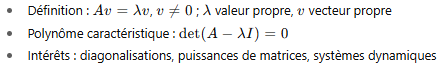 • Définition : Av = λv, v ≠ 0 ; λ valeur propre, v vecteur propre
• Polynôme caractéristique : det(A − λI) = 0
• Intérêts : diagonalisations, puissances de matrices, systèmes dynamiques